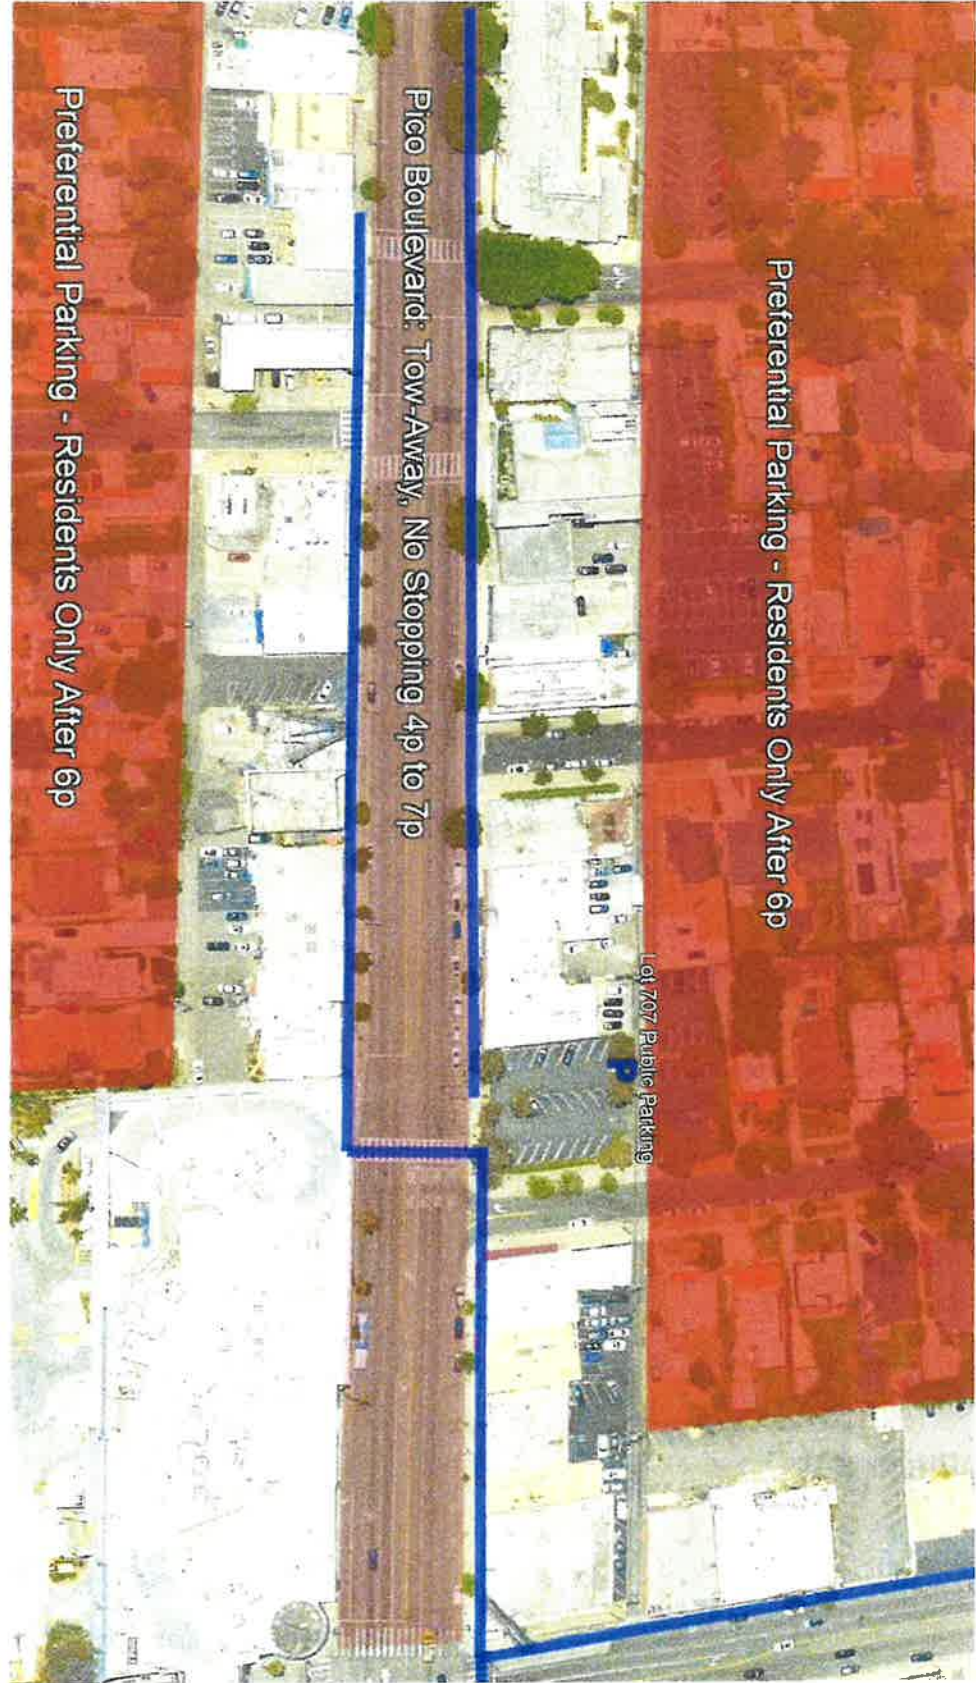 Preferential Parking - Residents Only After 6p
Lot 707 Public Parking
P
Pico Boulevard: Tow-Away, No Stopping 4p to 7p
Preferential Parking - Residents Only After 6p